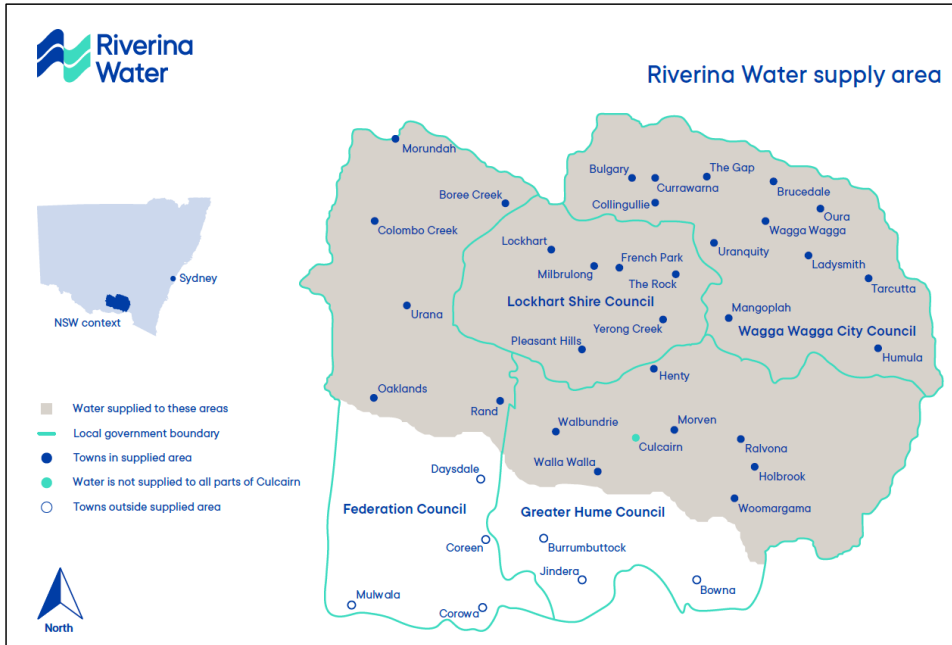 Riverina
Water
Riverina Water supply area
Morundah
Boree Creek
Colombo Creek
Urana
Oaklands
Rand
Daysdale
Federation Council
Coreen
Mulwala
Corowa
Bulgary
Currawarna
The Gap
Brucedale
Collingullie
Oura
Wagga Wagga
Uranquity
Ladysmith
Tarcutta
Mangoplah
Wagga Wagga City Council
Humula
Lockhart
French Park
Milbrulong
The Rock
Lockhart Shire Council
Yerong Creek
Pleasant Hills
Henty
Walbundrie
Morven
Culcairn
Ralvona
Walla Walla
Holbrook
Woomargama
Greater Hume Council
Burrumbuttock
Jindera
Bowna
Sydney
NSW context
Water supplied to these areas
Local government boundary
Towns in supplied area
Water is not supplied to all parts of Culcairn
Towns outside supplied area
North